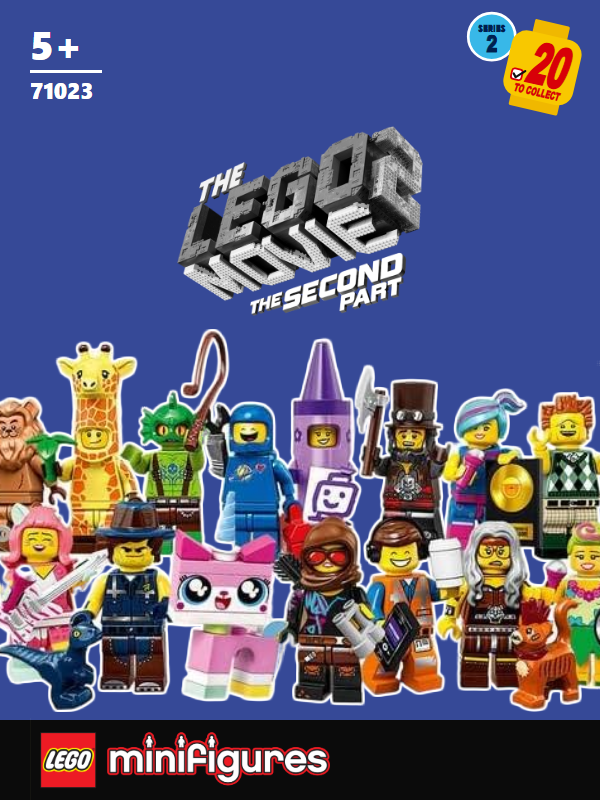 5+
71023
SERIES
2
20
TO COLLECT
THE
LEGO
MOVIE 2
THE SECOND
PART
LEGO minifigures